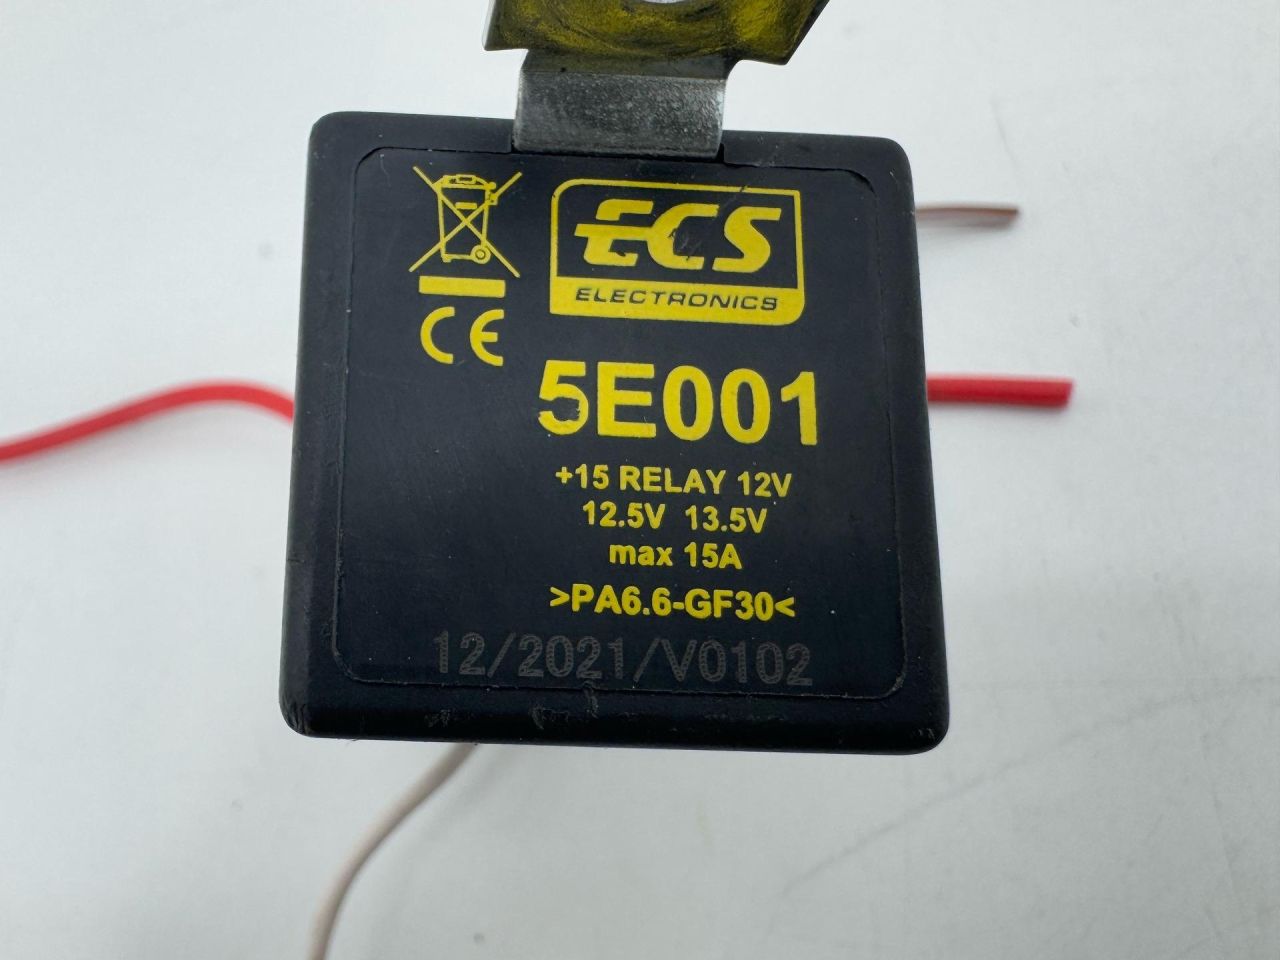 ECS
ELECTRONICS
CE
5E001
+15 RELAY 12V
12.5V 13.5V
max 15A
>PA6.6-GF30<
12/2021/V0102